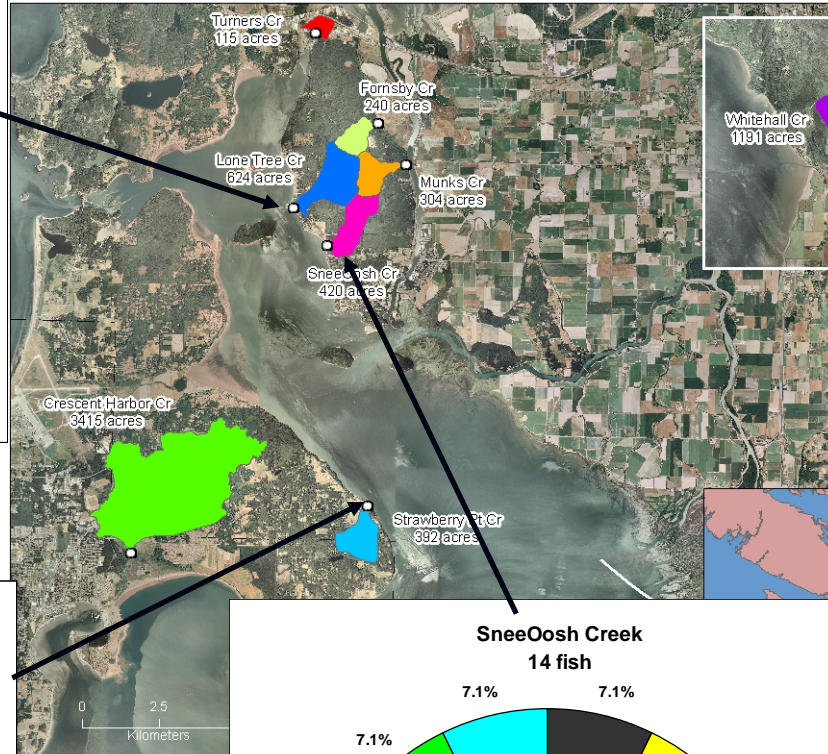 Turners Cr
115 acres
Fornsby Cr
240 acres
Whitehall Cr
1191 acres
Lone Tree Cr
624 acres
Munks Cr
304 acres
SneeOosh Cr
420 acres
Crescent Harbor Cr
3415 acres
Strawberry Pt Cr
392 acres
SneeOosh Creek
14 fish
7.1%
7.1%
7.1%
0
2.5
Kilometers